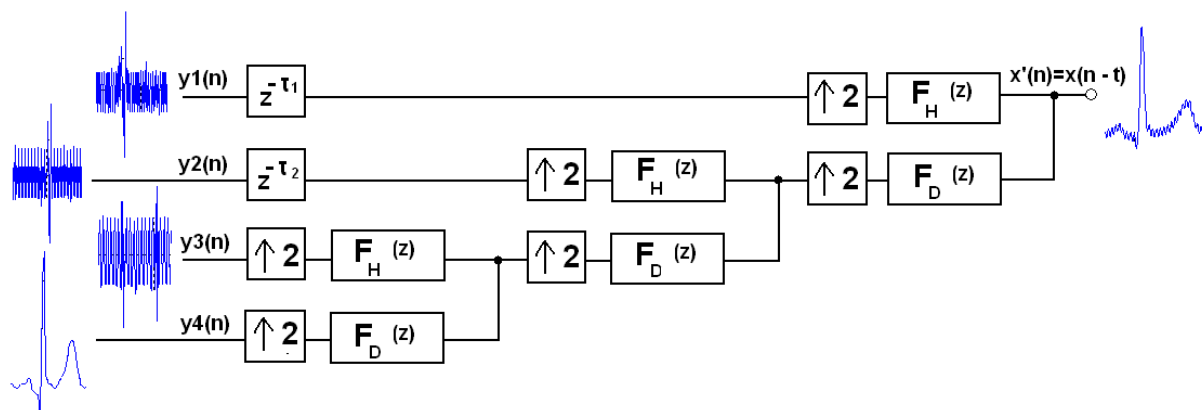 y1(n) z^-τ1 ↑2 F_H (z) x'(n)=x(n - t)
y2(n) z^-τ2 ↑2 F_H (z) ↑2 F_D (z)
y3(n) ↑2 F_H (z) ↑2 F_D (z)
y4(n) ↑2 F_D (z)